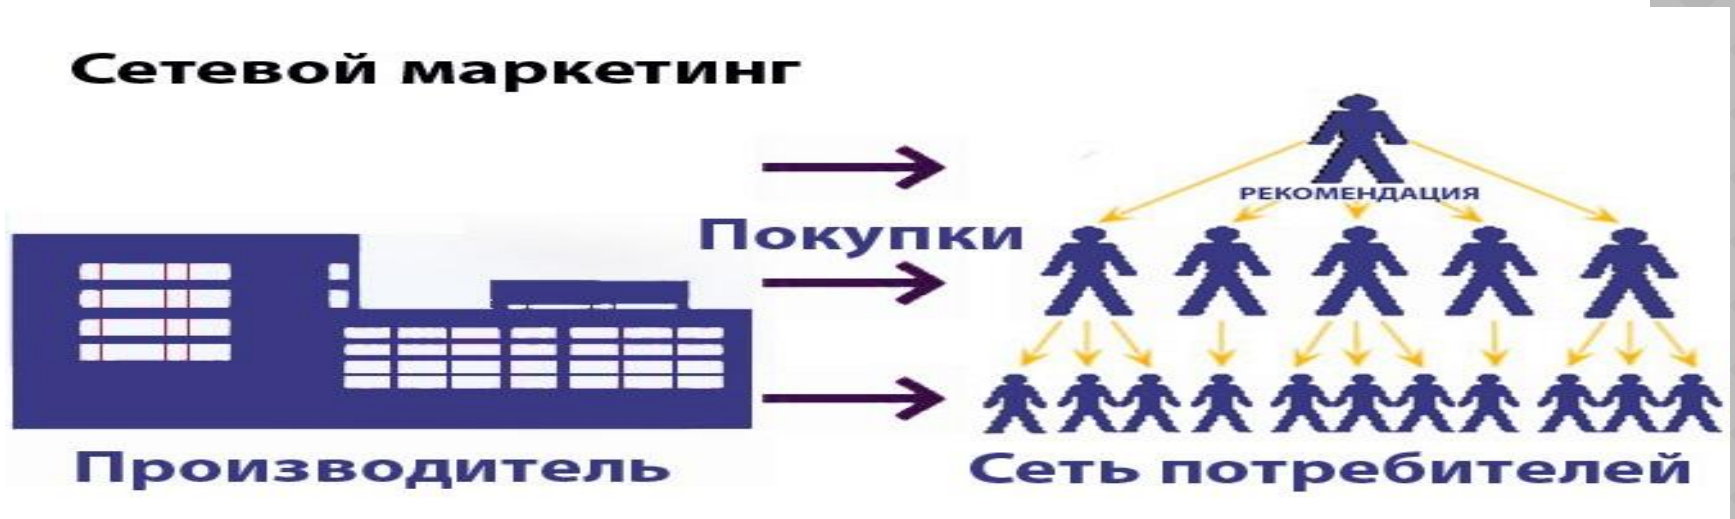 Сетевой маркетинг
РЕКОМЕНДАЦИЯ
Покупки
Производитель
Сеть потребителей